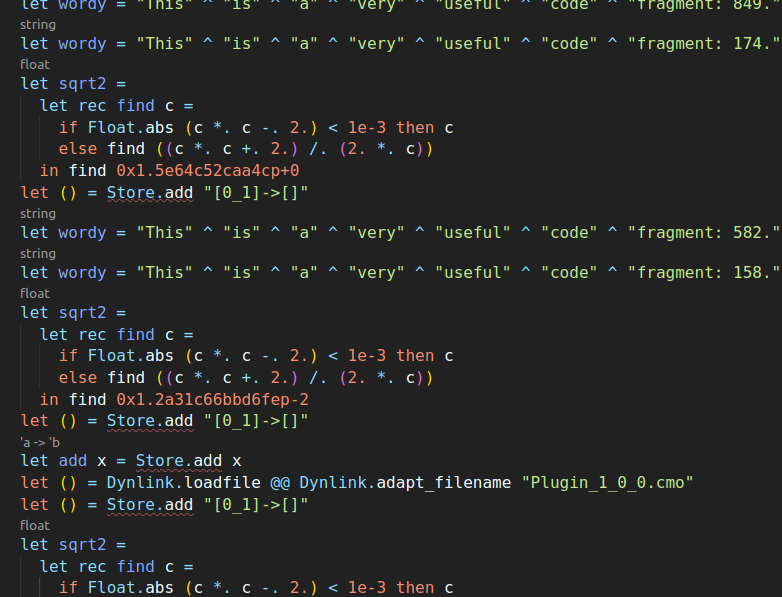 let wordy = "This" ^ "is" ^ "a" ^ "very" ^ "useful" ^ "code" ^ "fragment: 849."
string
let wordy = "This" ^ "is" ^ "a" ^ "very" ^ "useful" ^ "code" ^ "fragment: 174."
float
let sqrt2 =
  let rec find c =
    if Float.abs (c *. c -. 2.) < 1e-3 then c
    else find ((c *. c +. 2.) /. (2. *. c))
  in find 0x1.5e64c52caa4cp+0
let () = Store.add "[0_1]->[]"
string
let wordy = "This" ^ "is" ^ "a" ^ "very" ^ "useful" ^ "code" ^ "fragment: 582."
string
let wordy = "This" ^ "is" ^ "a" ^ "very" ^ "useful" ^ "code" ^ "fragment: 158."
float
let sqrt2 =
  let rec find c =
    if Float.abs (c *. c -. 2.) < 1e-3 then c
    else find ((c *. c +. 2.) /. (2. *. c))
  in find 0x1.2a31c66bbd6fep-2
let () = Store.add "[0_1]->[]"
'a -> 'b
let add x = Store.add x
let () = Dynlink.loadfile @@ Dynlink.adapt_filename "Plugin_1_0_0.cmo"
let () = Store.add "[0_1]->[]"
float
let sqrt2 =
  let rec find c =
    if Float.abs (c *. c -. 2.) < 1e-3 then c